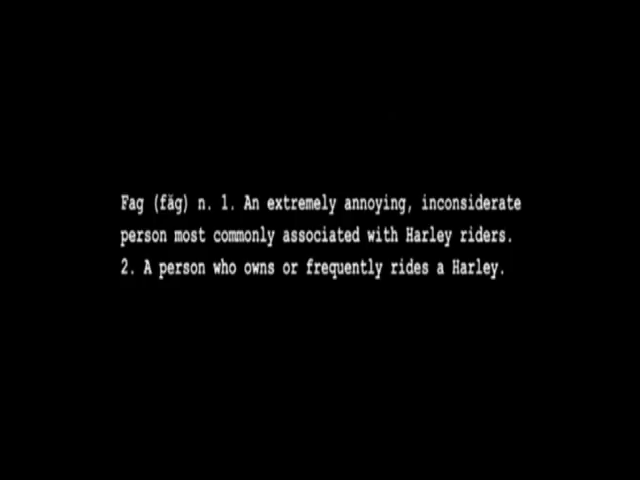 Fag (făg) n. 1. An extremely annoying, inconsiderate
person most commonly associated with Harley riders.
2. A person who owns or frequently rides a Harley.